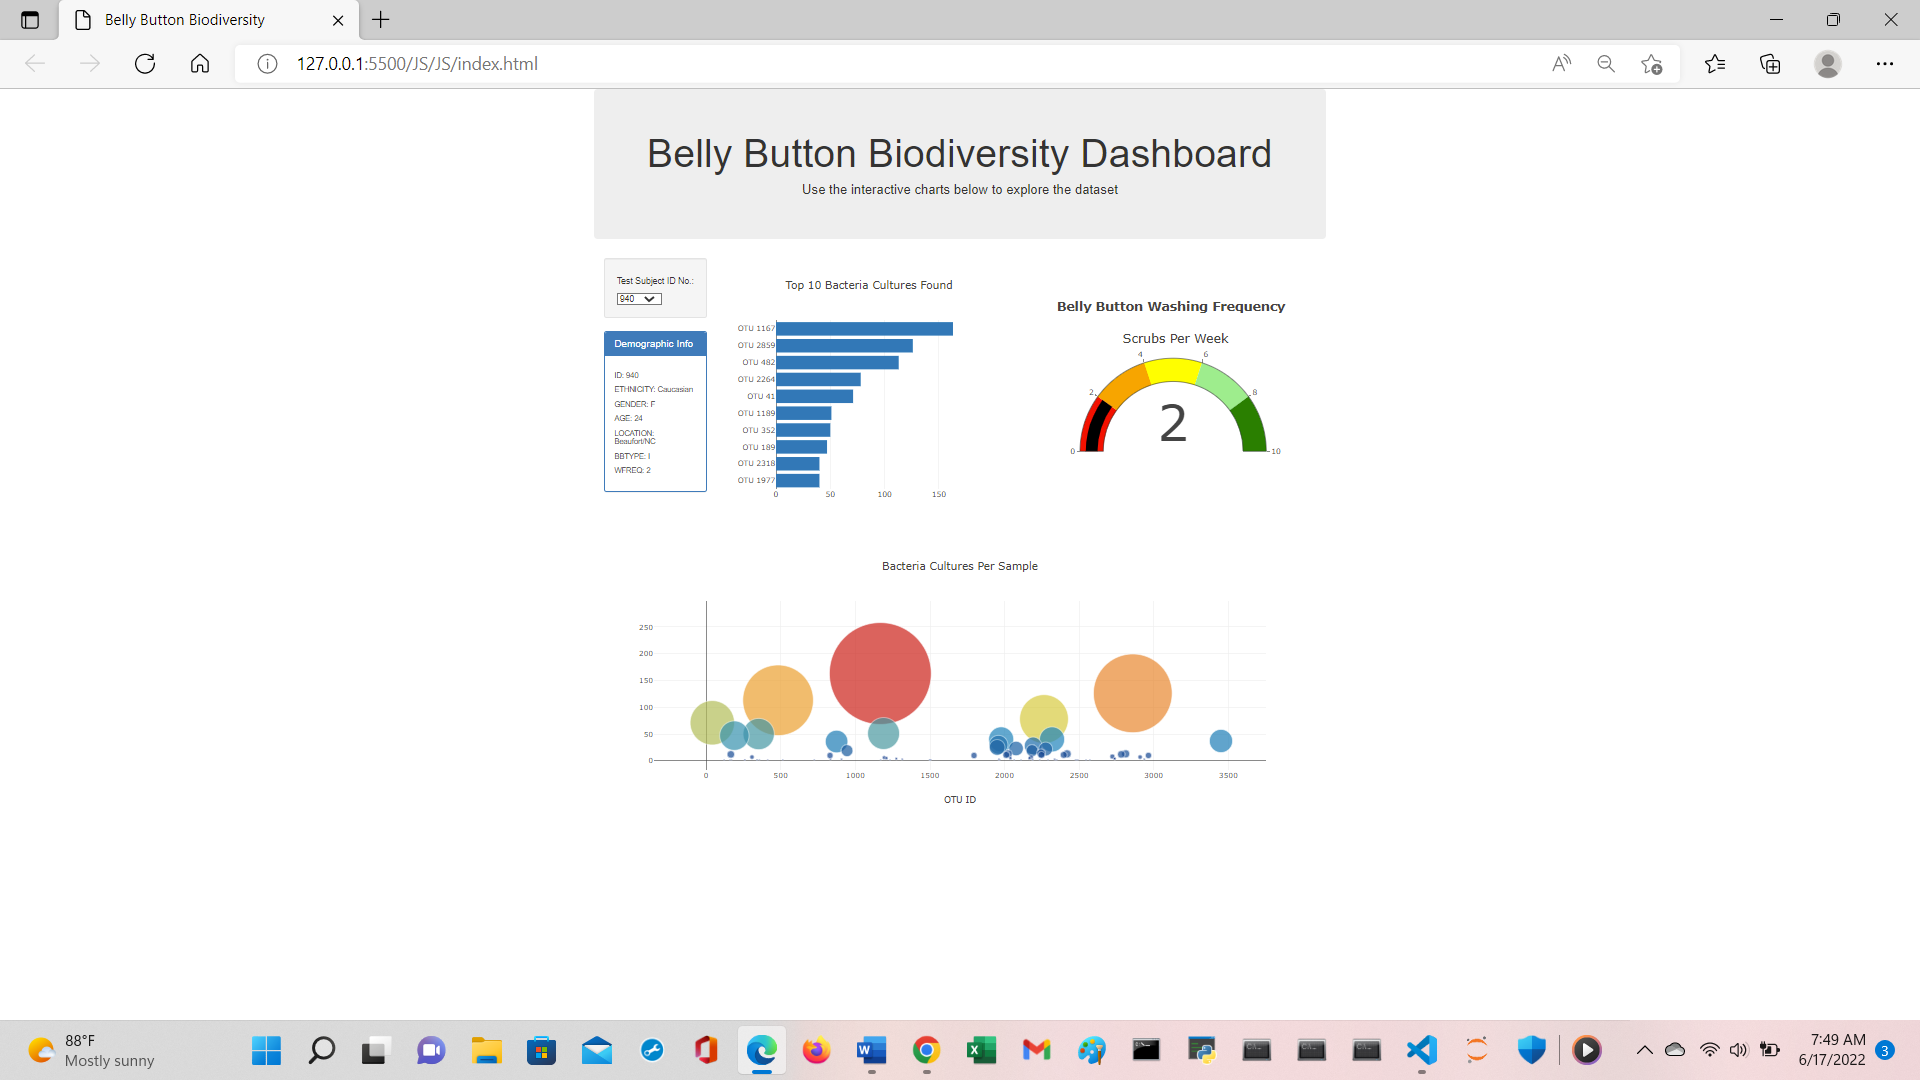 Belly Button Biodiversity
127.0.0.1:5500/JS/JS/index.html
Belly Button Biodiversity Dashboard
Use the interactive charts below to explore the dataset
Test Subject ID No.:
940
Demographic Info
ID: 940
ETHNICITY: Caucasian
GENDER: F
AGE: 24
LOCATION:
Beaufort/NC
BBTYPE: I
WFREQ: 2
Top 10 Bacteria Cultures Found
OTU 1167
OTU 2859
OTU 482
OTU 2264
OTU 41
OTU 1189
OTU 352
OTU 189
OTU 2318
OTU 1977
0 50 100 150
Belly Button Washing Frequency
Scrubs Per Week
0 2 4 6 8 10
2
Bacteria Cultures Per Sample
250
200
150
100
50
0
0 500 1000 1500 2000 2500 3000 3500
OTU ID
88°F
Mostly sunny
7:49 AM
6/17/2022
3